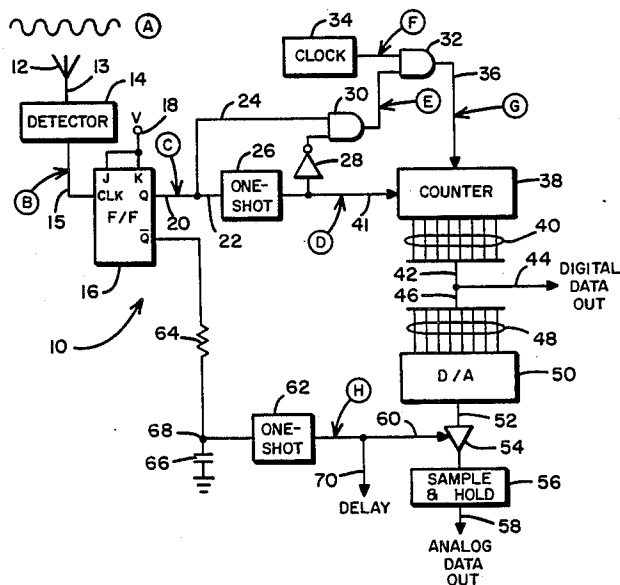 A
34
F
32
CLOCK
12
13
14
V
18
30
36
DETECTOR
24
E
G
C
26
28
B
J K
CLK Q
F/F
Q̅
15
20
22
ONE-
SHOT
D
41
COUNTER
38
40
16
42
44
46
DIGITAL
DATA
OUT
10
64
48
D/A
50
62
H
52
68
ONE-
SHOT
60
54
66
70
DELAY
SAMPLE
& HOLD
56
58
ANALOG
DATA
OUT